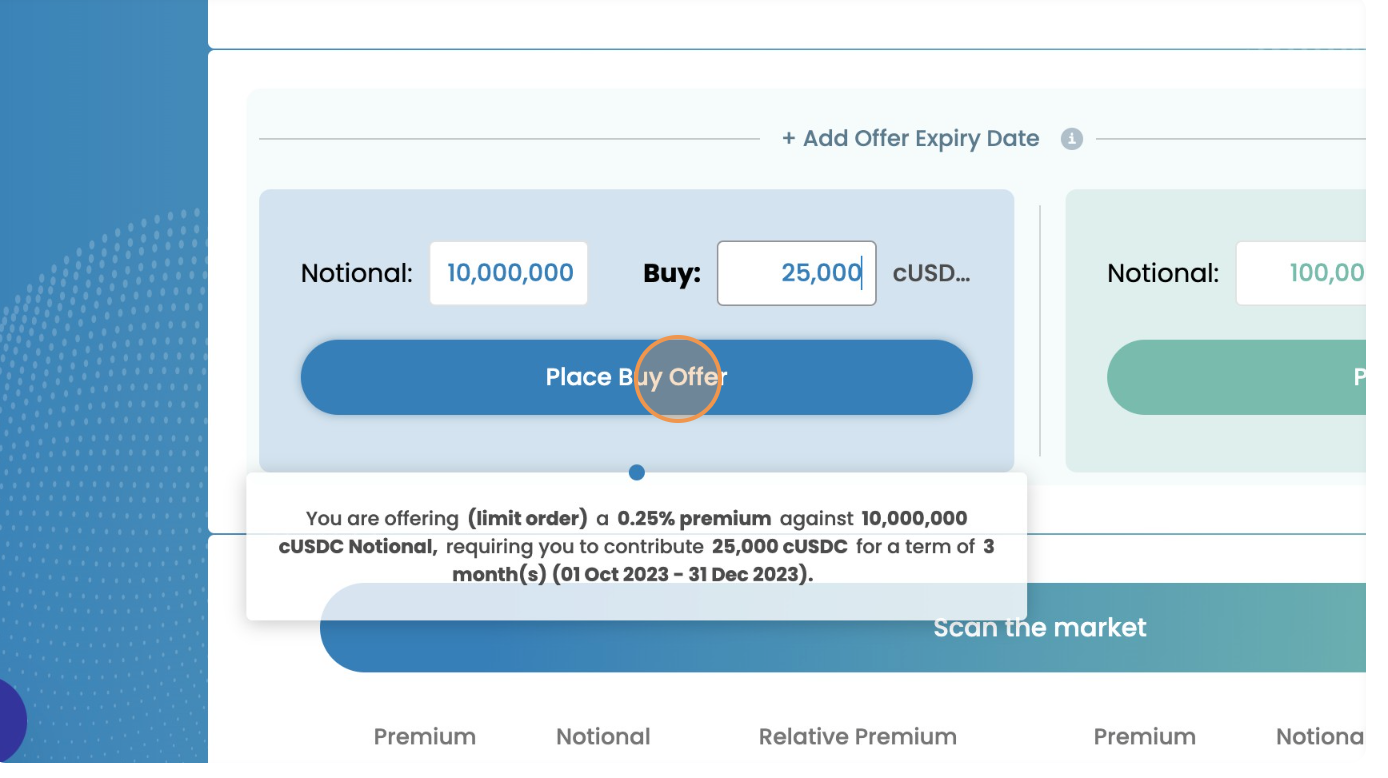 + Add Offer Expiry Date
Notional: 10,000,000 Buy: 25,000 cUSD...
Notional: 100,00
Place Buy Offer
P
You are offering (limit order) a 0.25% premium against 10,000,000
cUSDC Notional, requiring you to contribute 25,000 cUSDC for a term of 3
month(s) (01 Oct 2023 - 31 Dec 2023).
Scan the market
Premium Notional Relative Premium Premium Notiona